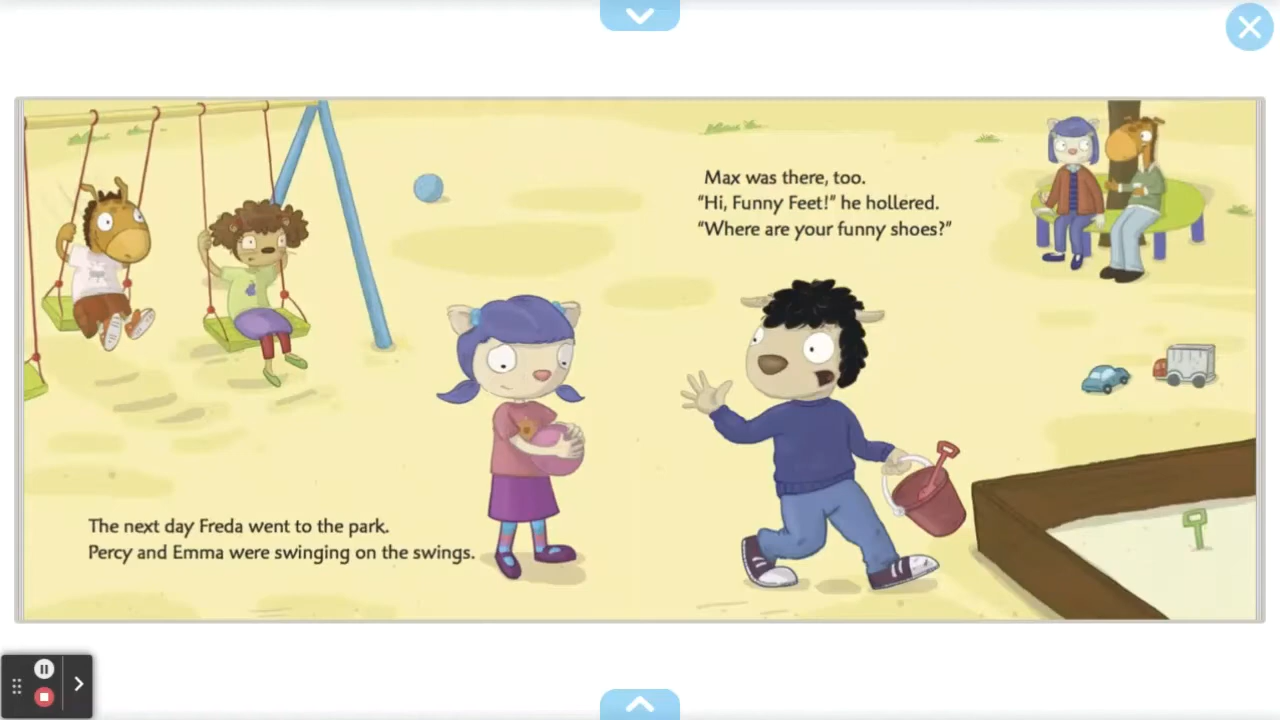 The next day Freda went to the park.
Percy and Emma were swinging on the swings.
Max was there, too.
“Hi, Funny Feet!” he hollered.
“Where are your funny shoes?”